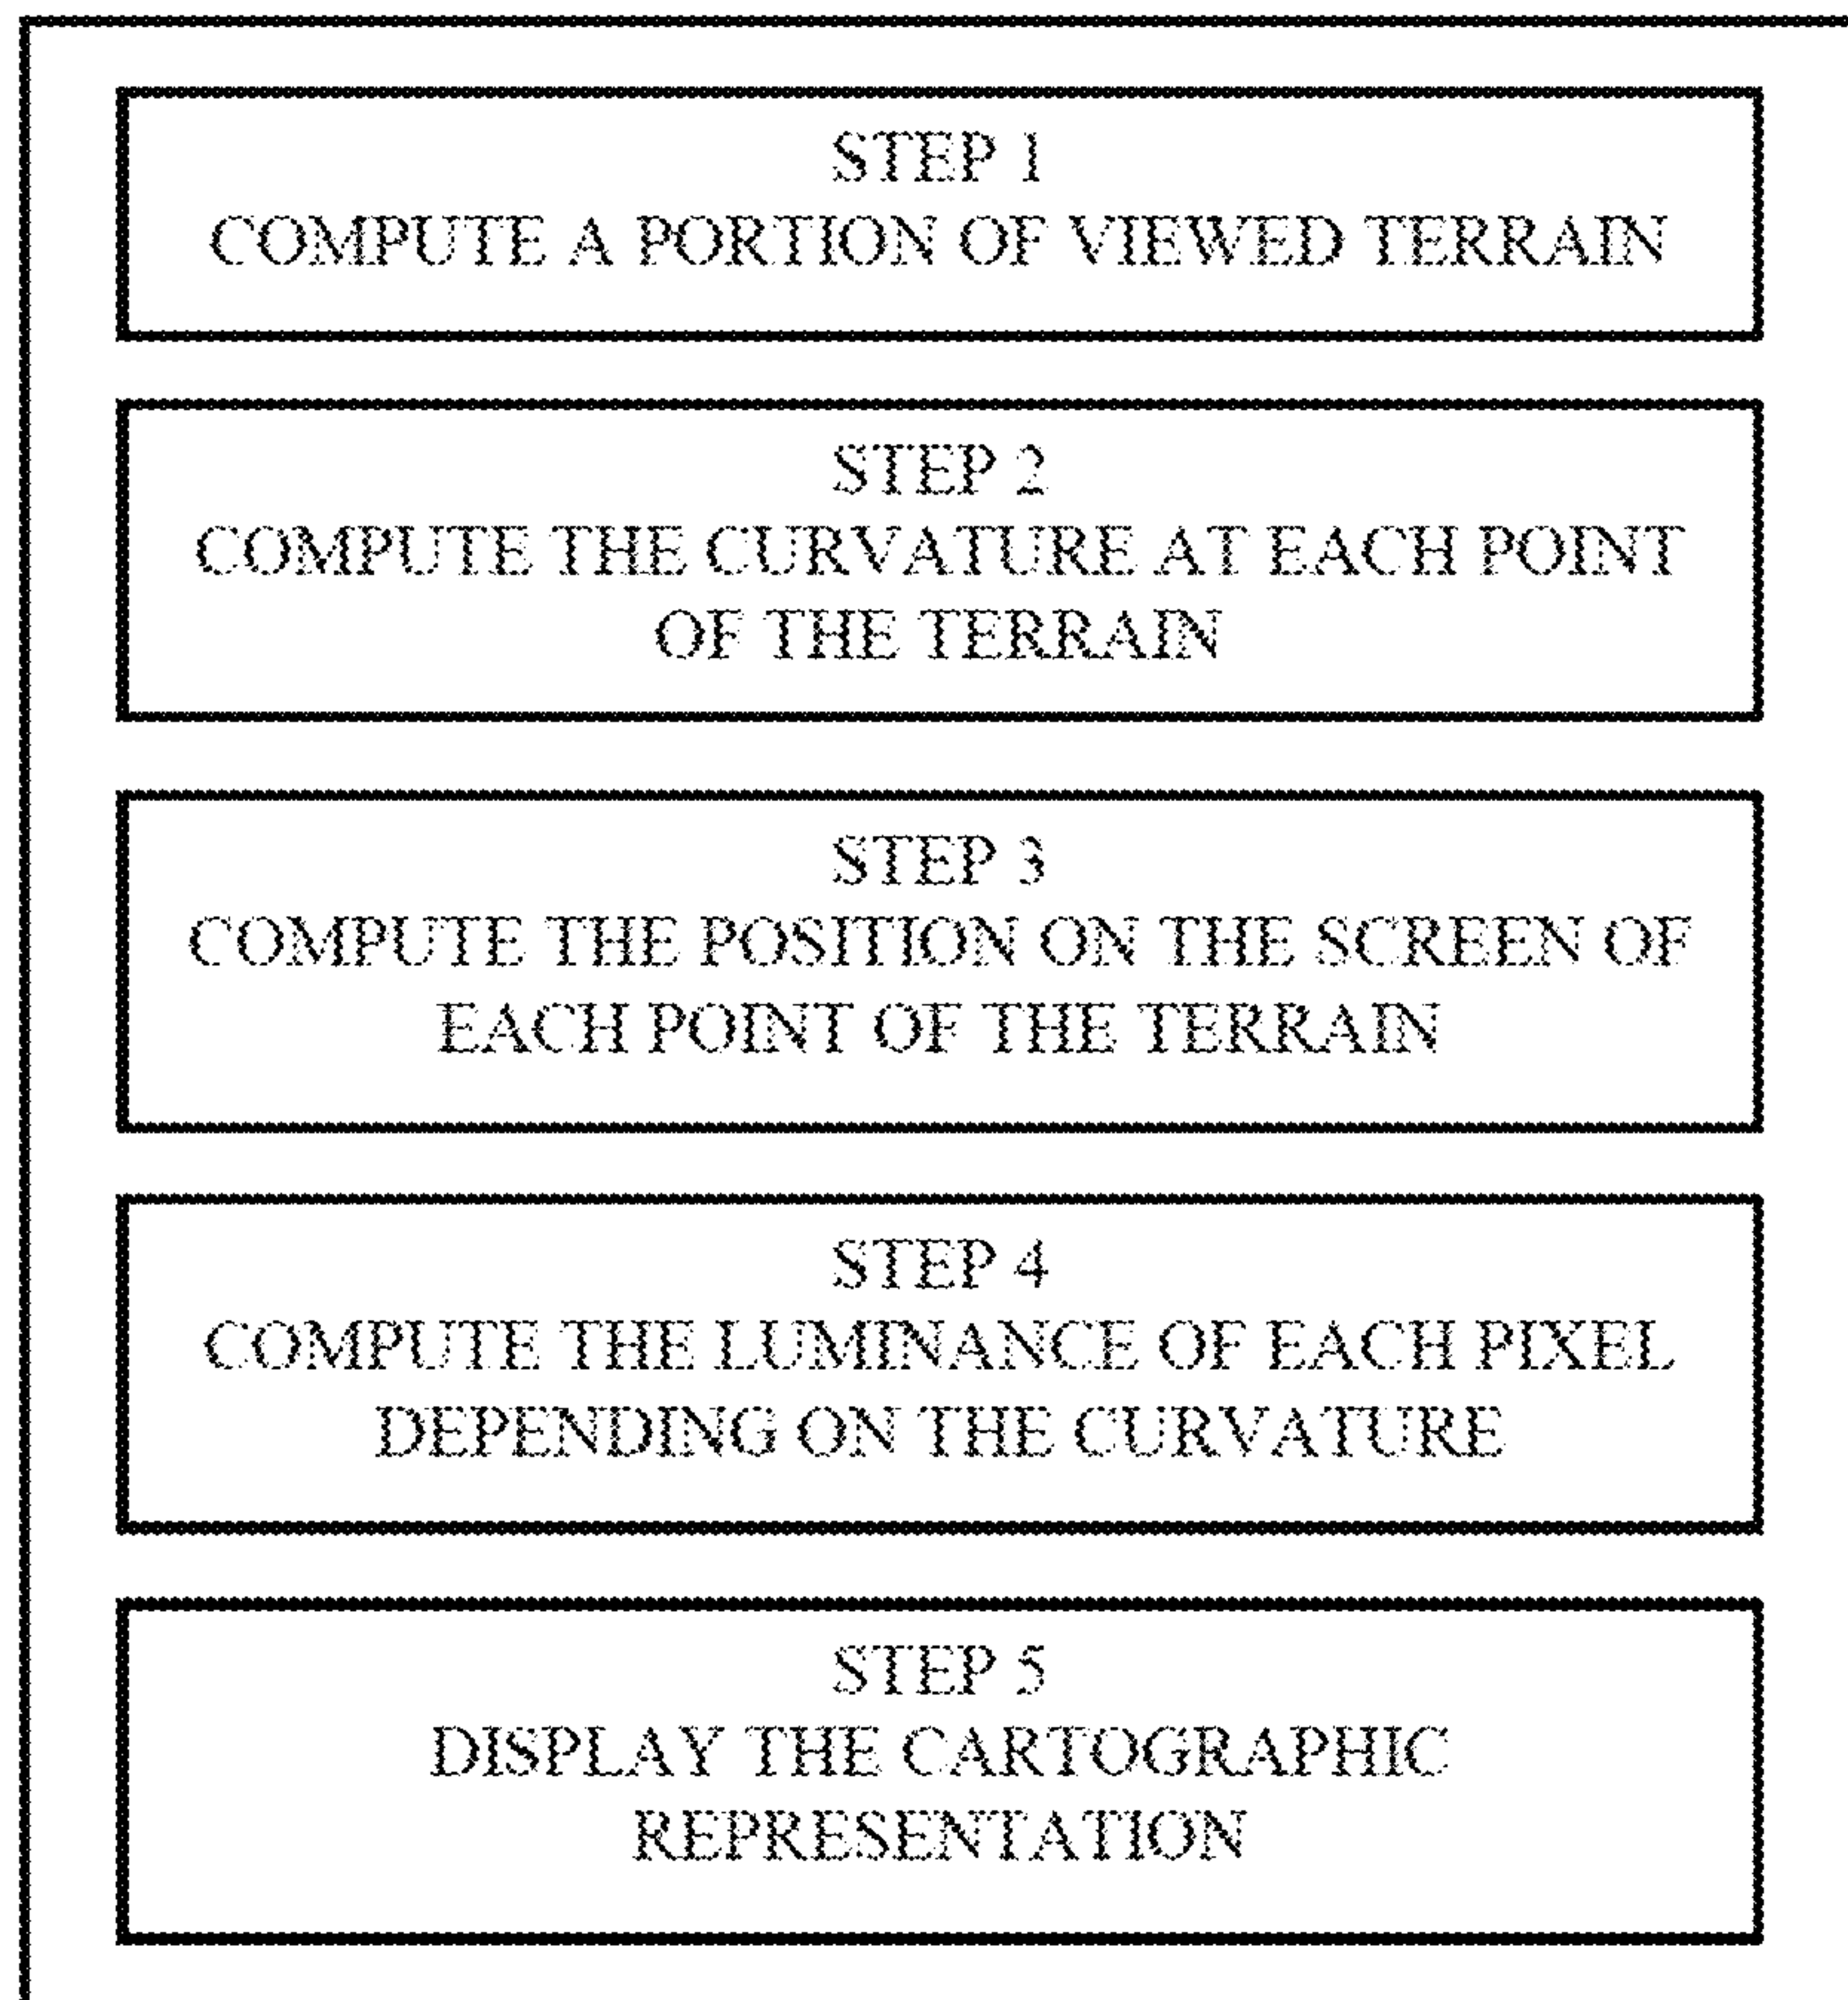 STEP 1
COMPUTE A PORTION OF VIEWED TERRAIN
STEP 2
COMPUTE THE CURVATURE AT EACH POINT
OF THE TERRAIN
STEP 3
COMPUTE THE POSITION ON THE SCREEN OF
EACH POINT OF THE TERRAIN
STEP 4
COMPUTE THE LUMINANCE OF EACH PIXEL
DEPENDING ON THE CURVATURE
STEP 5
DISPLAY THE CARTOGRAPHIC
REPRESENTATION